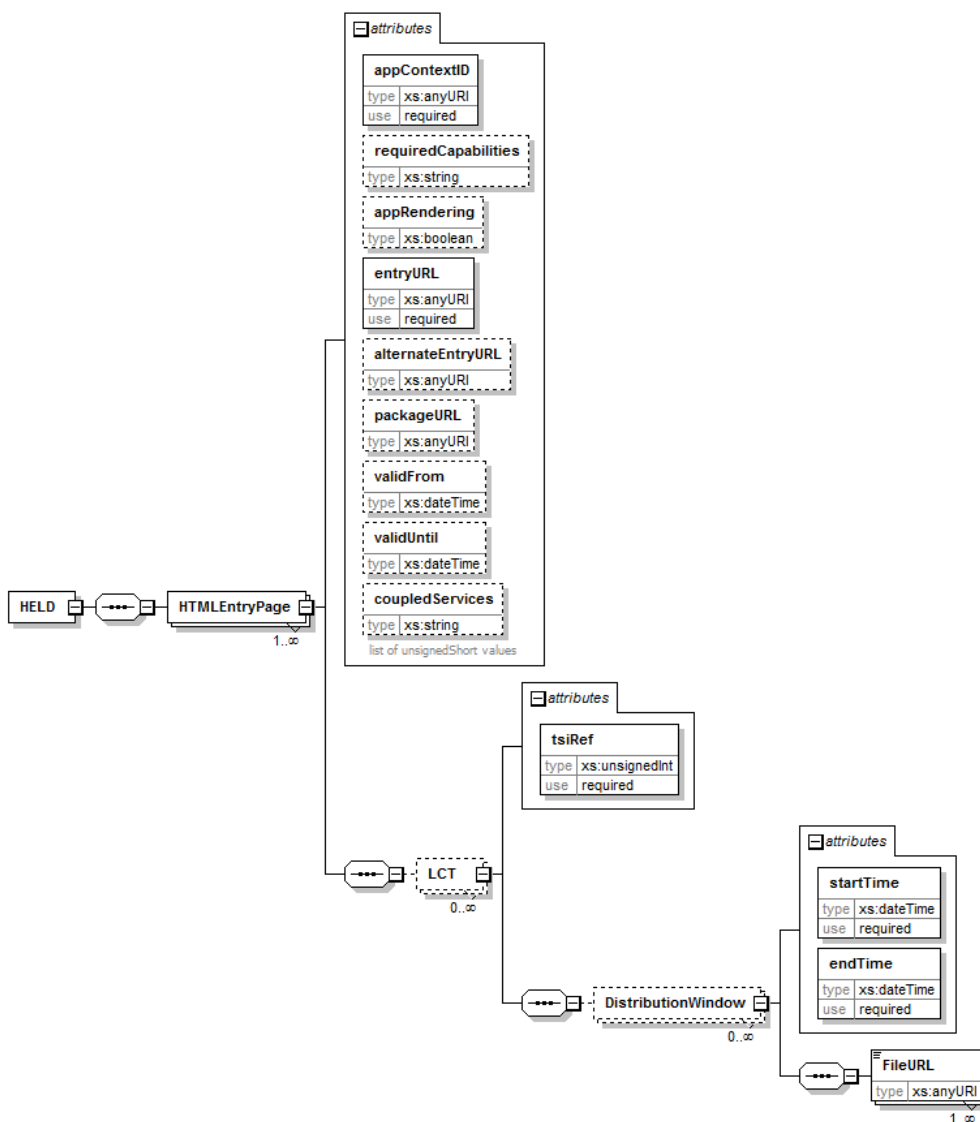 attributes
appContextID
type xs:anyURI
use required
requiredCapabilities
type xs:string
appRendering
type xs:boolean
entryURL
type xs:anyURI
use required
alternateEntryURL
type xs:anyURI
packageURL
type xs:anyURI
validFrom
type xs:dateTime
validUntil
type xs:dateTime
coupledServices
type xs:string
list of unsignedShort values
HELD
HTMLEntryPage
1..∞
attributes
tsiRef
type xs:unsignedInt
use required
LCT
0..∞
attributes
startTime
type xs:dateTime
use required
endTime
type xs:dateTime
use required
DistributionWindow
0..∞
FileURL
type xs:anyURI
1..∞